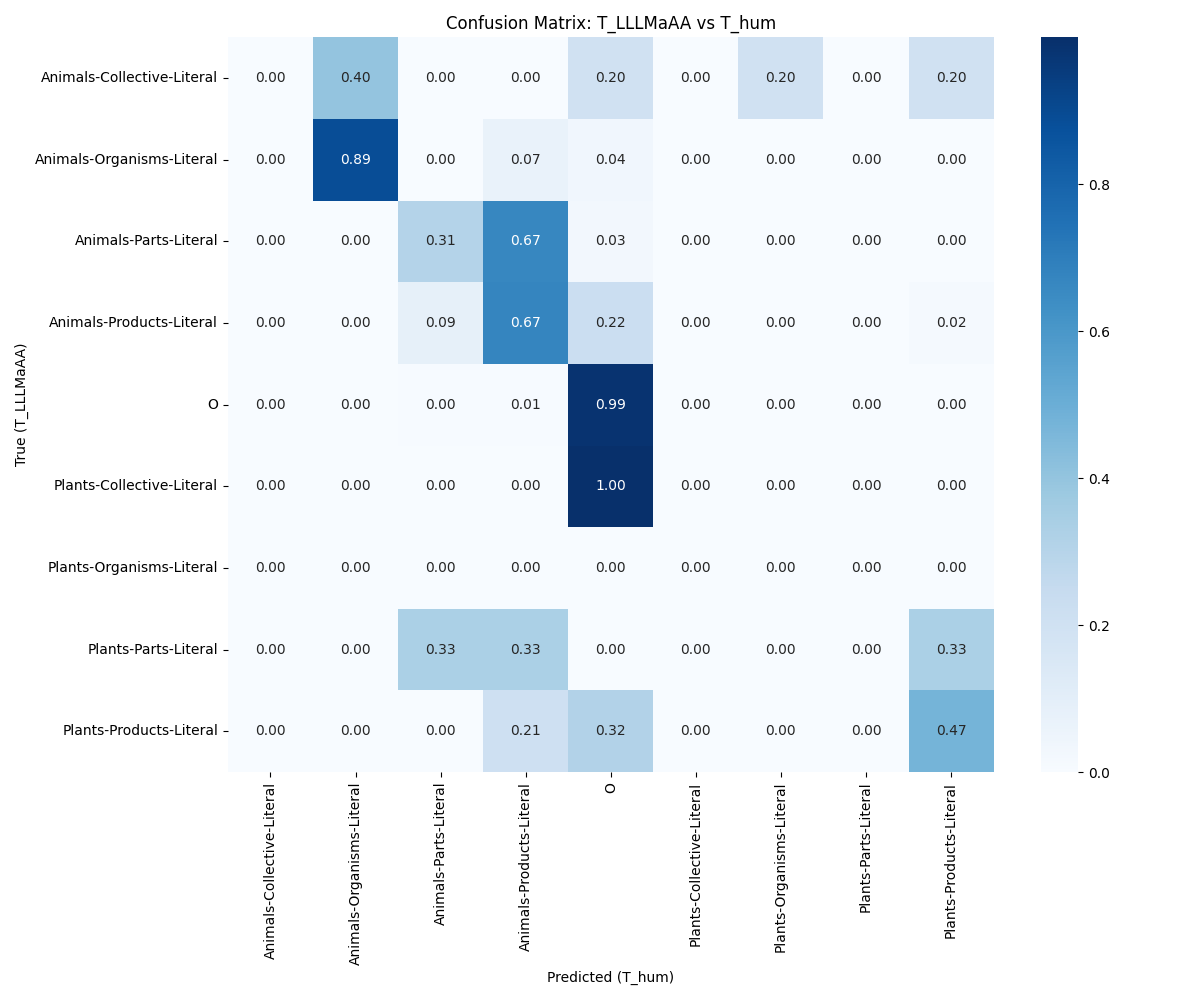 Confusion Matrix: T_LLLMaAA vs T_hum
True (T_LLLMaAA)
Animals-Collective-Literal 0.00 0.40 0.00 0.00 0.20 0.00 0.20 0.00 0.20
Animals-Organisms-Literal 0.00 0.89 0.00 0.07 0.04 0.00 0.00 0.00 0.00
Animals-Parts-Literal 0.00 0.00 0.31 0.67 0.03 0.00 0.00 0.00 0.00
Animals-Products-Literal 0.00 0.00 0.09 0.67 0.22 0.00 0.00 0.00 0.02
O 0.00 0.00 0.00 0.01 0.99 0.00 0.00 0.00 0.00
Plants-Collective-Literal 0.00 0.00 0.00 0.00 1.00 0.00 0.00 0.00 0.00
Plants-Organisms-Literal 0.00 0.00 0.00 0.00 0.00 0.00 0.00 0.00 0.00
Plants-Parts-Literal 0.00 0.00 0.33 0.33 0.00 0.00 0.00 0.00 0.33
Plants-Products-Literal 0.00 0.00 0.00 0.21 0.32 0.00 0.00 0.00 0.47
Animals-Collective-Literal
Animals-Organisms-Literal
Animals-Parts-Literal
Animals-Products-Literal
O
Plants-Collective-Literal
Plants-Organisms-Literal
Plants-Parts-Literal
Plants-Products-Literal
Predicted (T_hum)
0.8
0.6
0.4
0.2
0.0